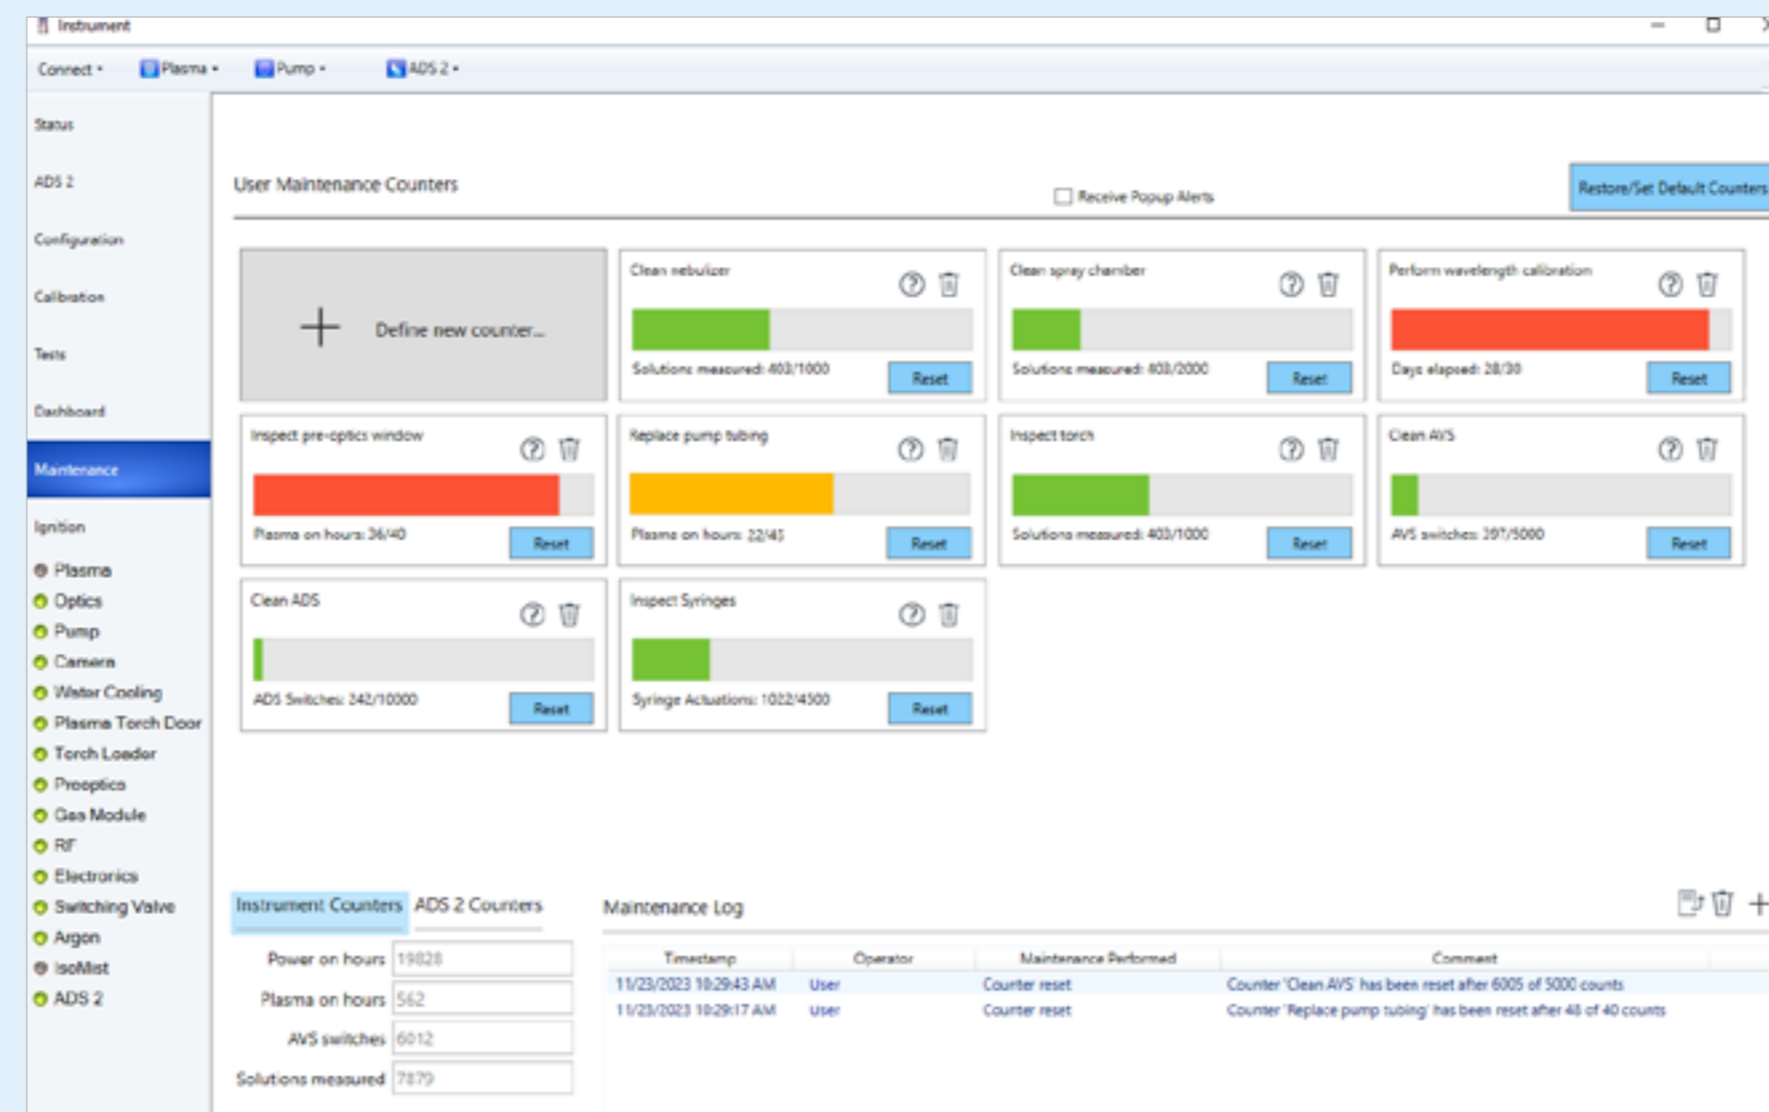 Instrument
Connect
Plasma
Pump
ADS 2
Status
ADS 2
Configuration
Calibration
Tests
Dashboard
Maintenance
Ignition
Plasma
Optics
Pump
Camera
Water Cooling
Plasma Torch Door
Torch Loader
Preoptics
Gas Module
RF
Electronics
Switching Valve
Argon
IsoMist
ADS 2
User Maintenance Counters
Receive Popup Alerts
Restore/Set Default Counters
Define new counter...
Clean nebulizer
Solutions measured: 403/1000
Reset
Clean spray chamber
Solutions measured: 403/2000
Reset
Perform wavelength calibration
Days elapsed: 28/30
Reset
Inspect pre-optics window
Plasma on hours: 36/40
Reset
Replace pump tubing
Plasma on hours: 22/45
Reset
Inspect torch
Solutions measured: 403/1000
Reset
Clean AVS
AVS switches: 397/5000
Reset
Clean ADS
ADS Switches: 242/10000
Reset
Inspect Syringes
Syringe Actuations: 1022/4500
Reset
Instrument Counters
ADS 2 Counters
Power on hours 19828
Plasma on hours 562
AVS switches 6012
Solutions measured 7879
Maintenance Log
Timestamp Operator Maintenance Performed Comment
11/23/2023 10:29:43 AM User Counter reset Counter 'Clean AVS' has been reset after 6005 of 5000 counts
11/23/2023 10:29:17 AM User Counter reset Counter 'Replace pump tubing' has been reset after 48 of 40 counts